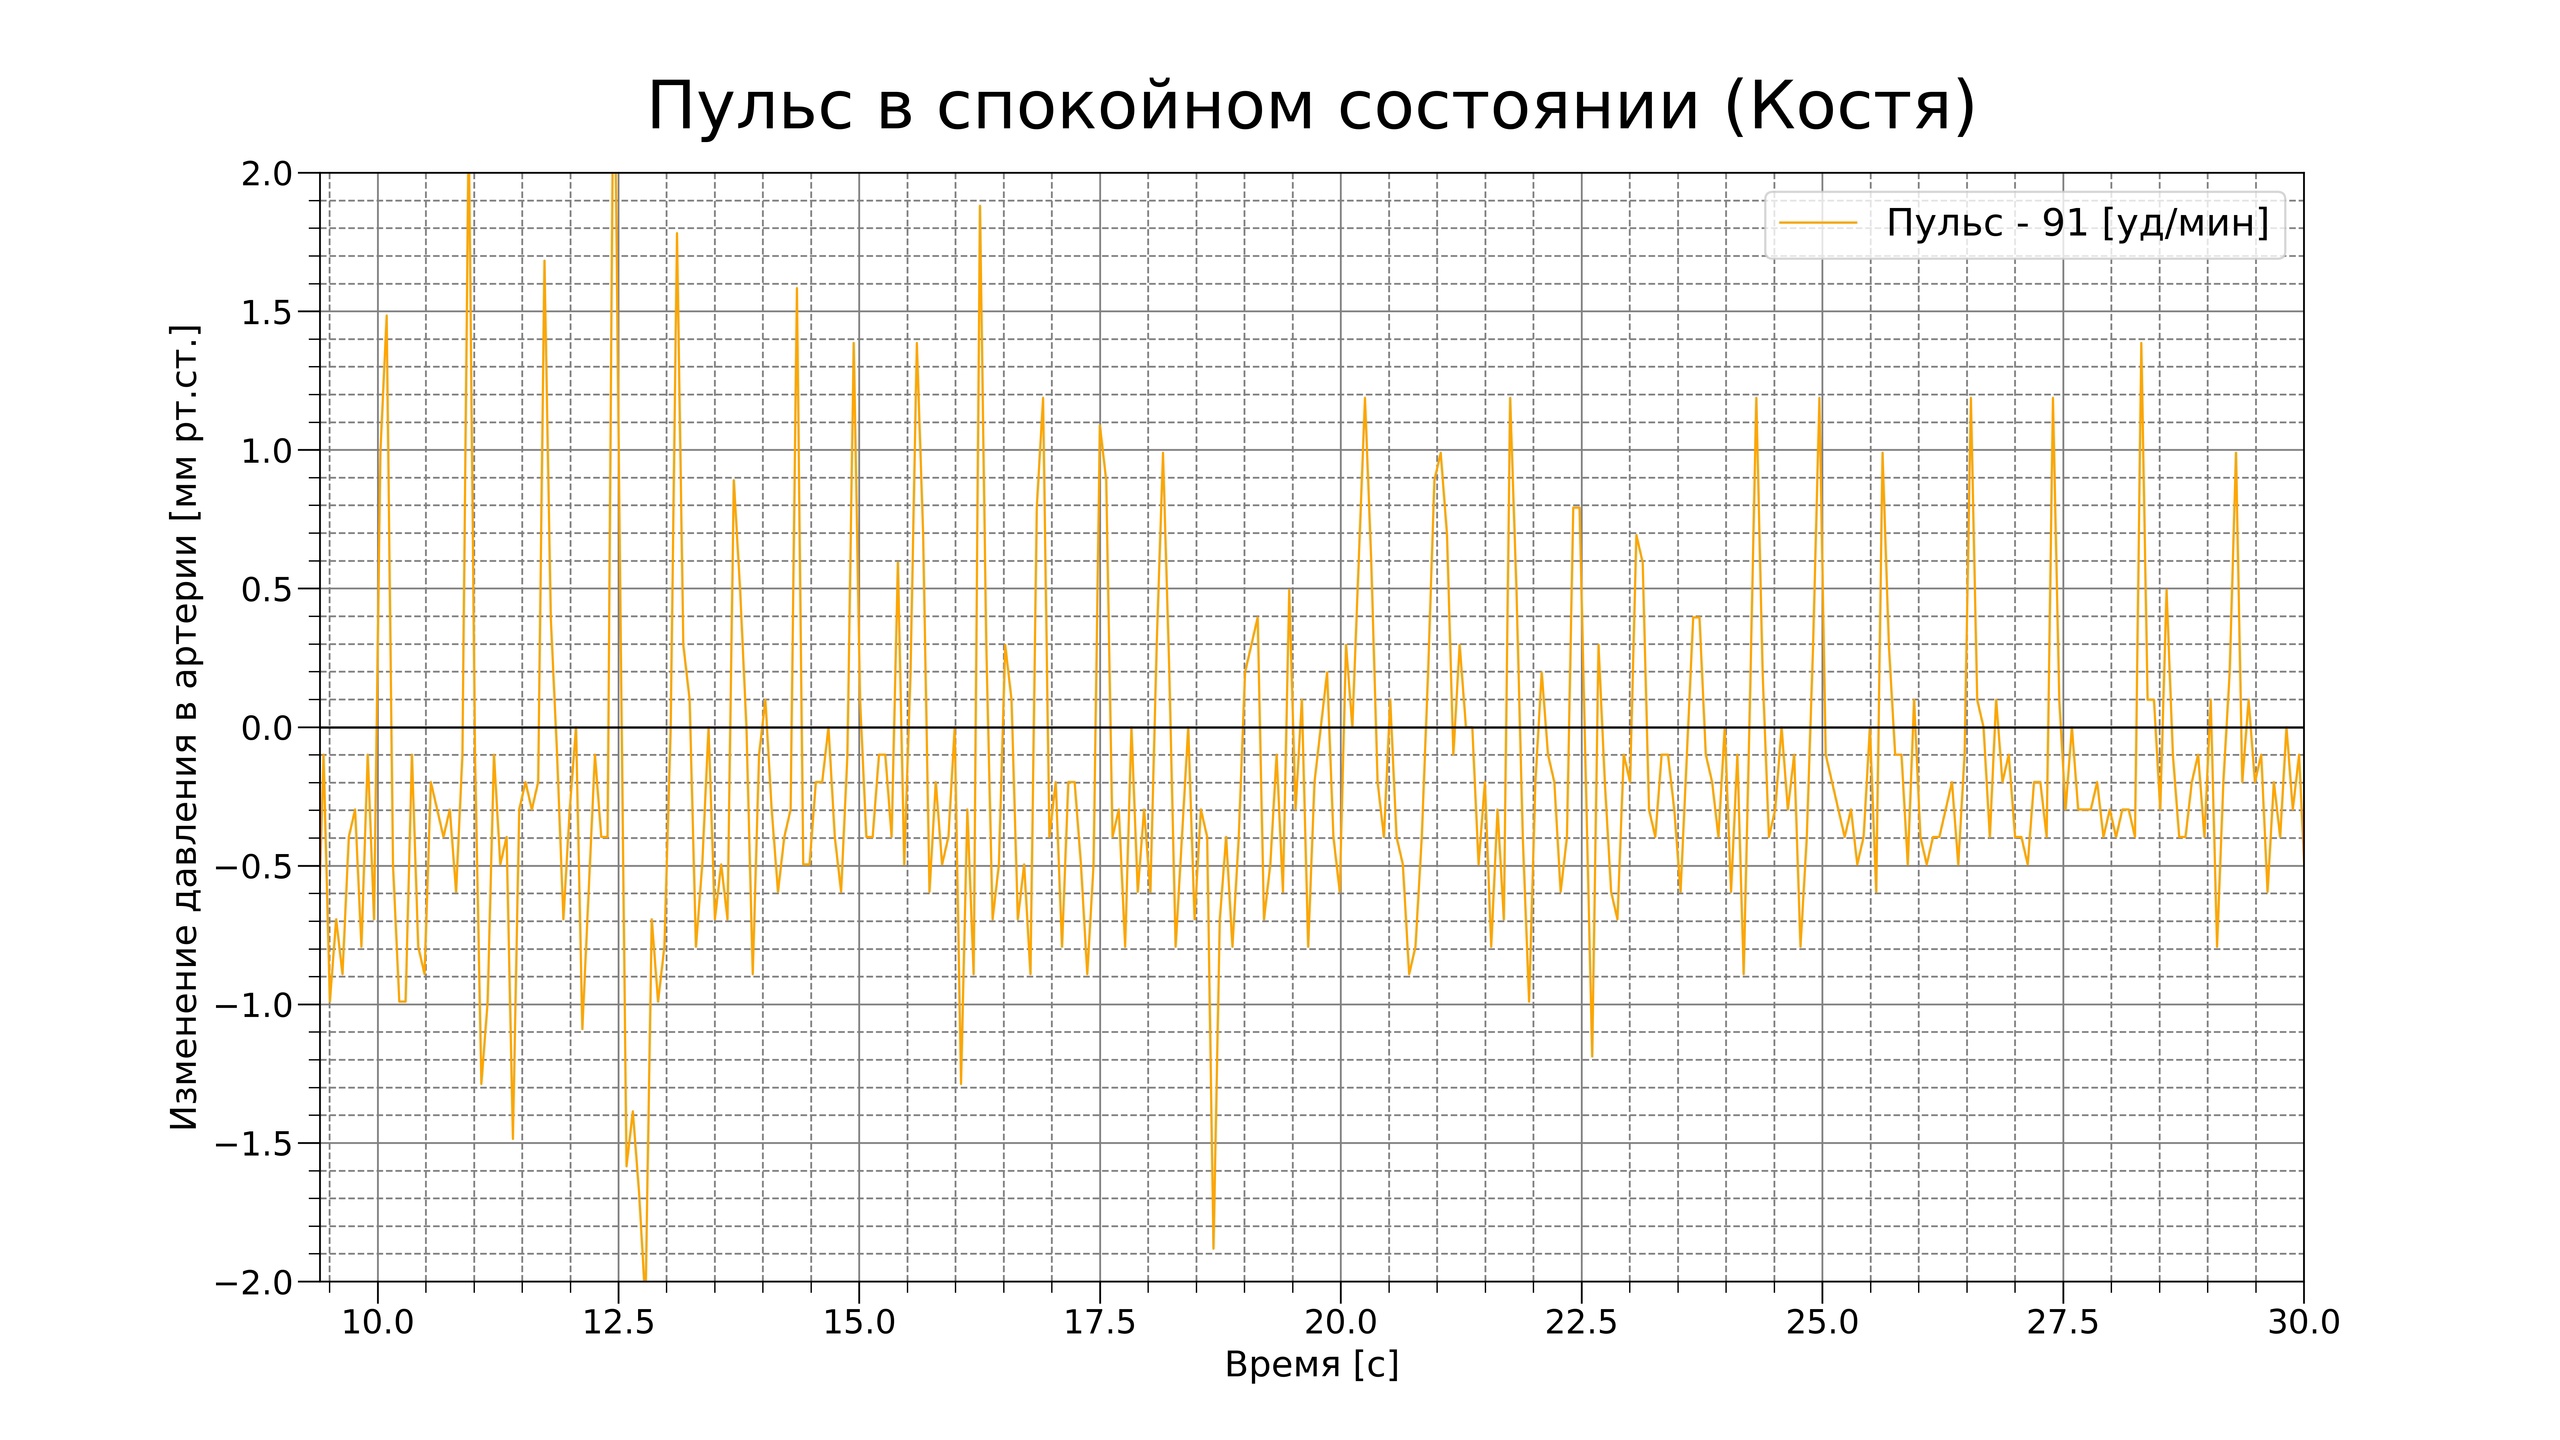 Пульс в спокойном состоянии (Костя)
Пульс - 91 [уд/мин]
Изменение давления в артерии [мм рт.ст.]
2.0
1.5
1.0
0.5
0.0
−0.5
−1.0
−1.5
−2.0
10.0 12.5 15.0 17.5 20.0 22.5 25.0 27.5 30.0
Время [с]